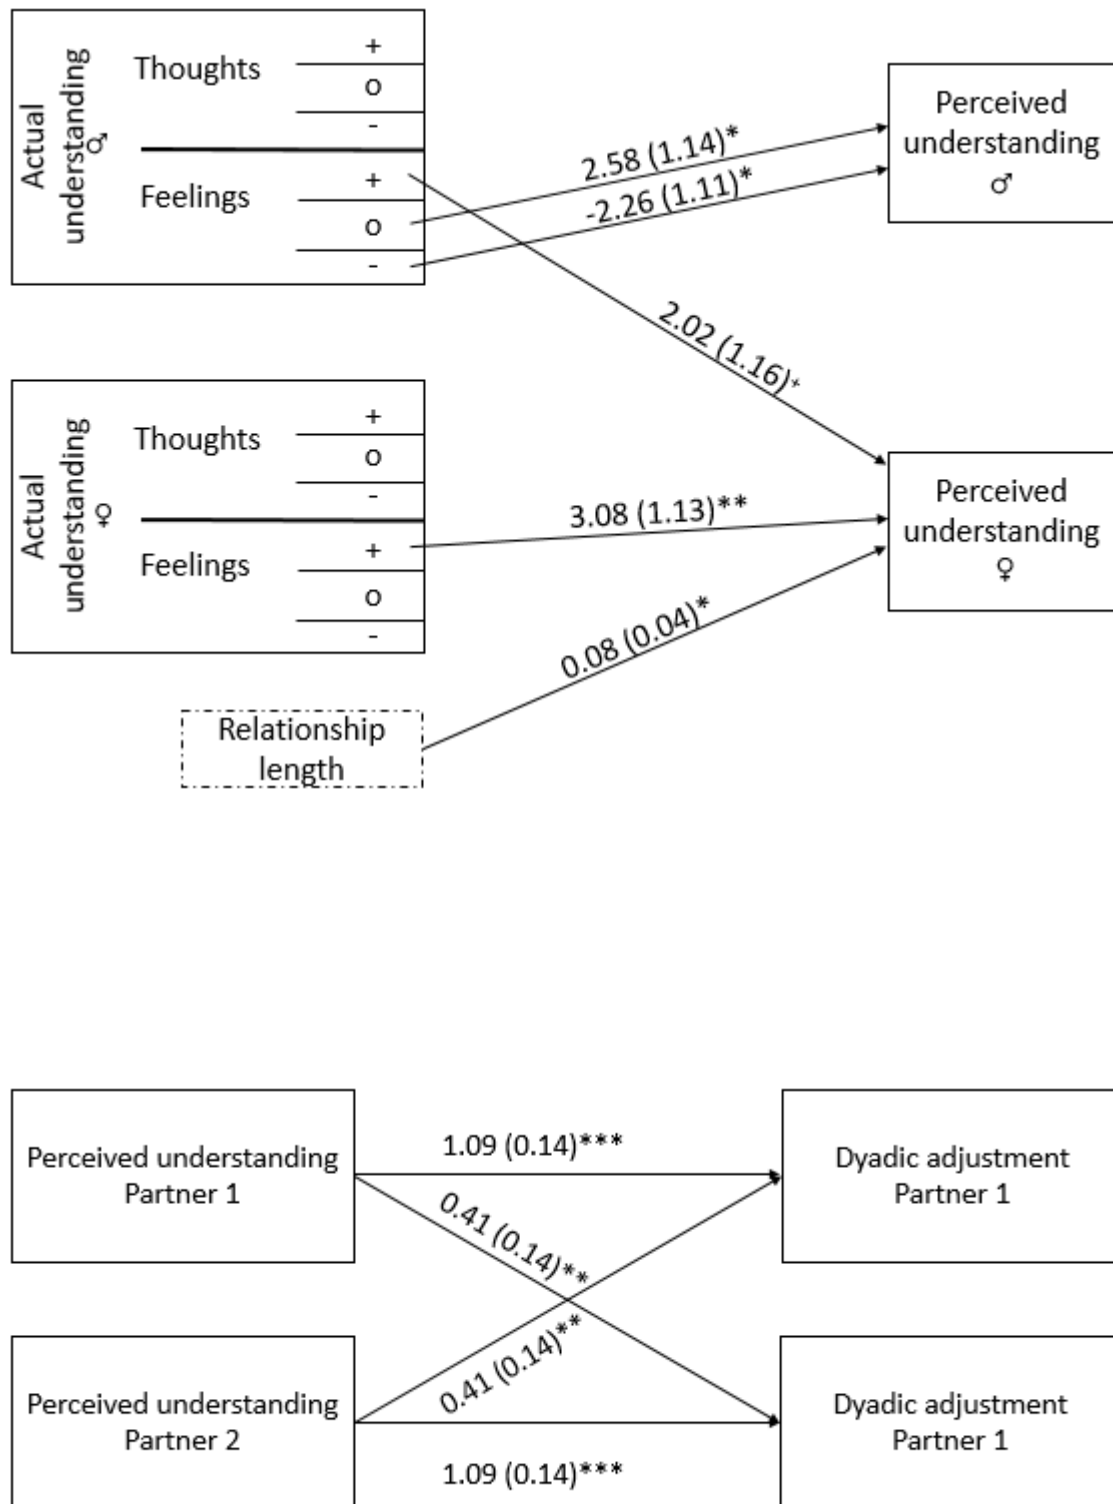 Actual
understanding
♂
Thoughts
+
o
-
Feelings
+
o
-
2.58 (1.14)*
-2.26 (1.11)*
2.02 (1.16)+
Perceived
understanding
♂
Actual
understanding
♀
Thoughts
+
o
-
Feelings
+
o
-
3.08 (1.13)**
0.08 (0.04)*
Perceived
understanding
♀
Relationship
length
Perceived understanding
Partner 1
1.09 (0.14)***
0.41 (0.14)**
Dyadic adjustment
Partner 1
Perceived understanding
Partner 2
0.41 (0.14)**
1.09 (0.14)***
Dyadic adjustment
Partner 1